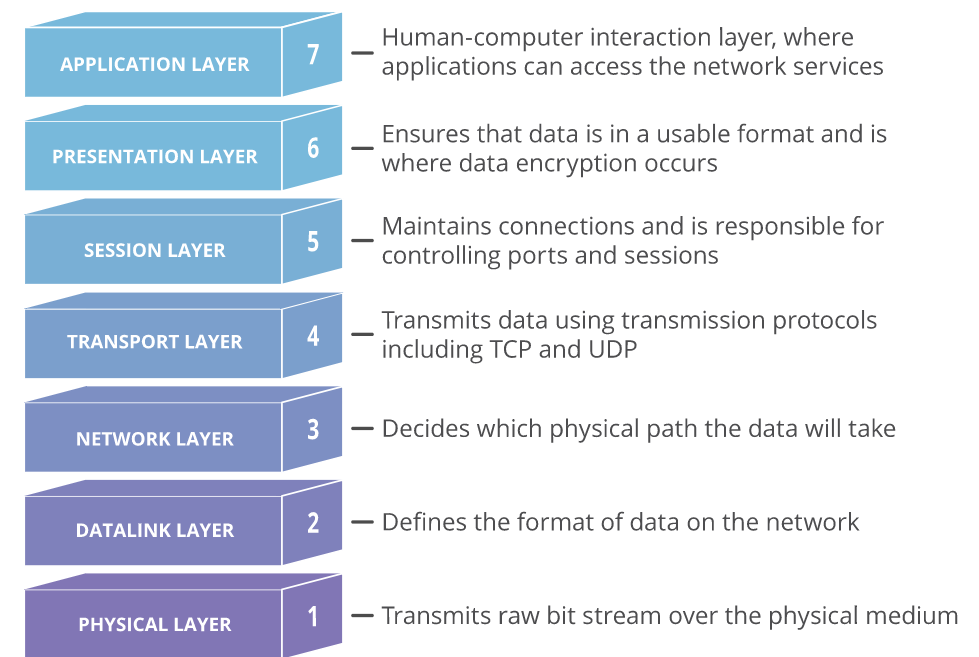 APPLICATION LAYER
7
Human-computer interaction layer, where
applications can access the network services
PRESENTATION LAYER
6
Ensures that data is in a usable format and is
where data encryption occurs
SESSION LAYER
5
Maintains connections and is responsible for
controlling ports and sessions
TRANSPORT LAYER
4
Transmits data using transmission protocols
including TCP and UDP
NETWORK LAYER
3
Decides which physical path the data will take
DATALINK LAYER
2
Defines the format of data on the network
PHYSICAL LAYER
1
Transmits raw bit stream over the physical medium